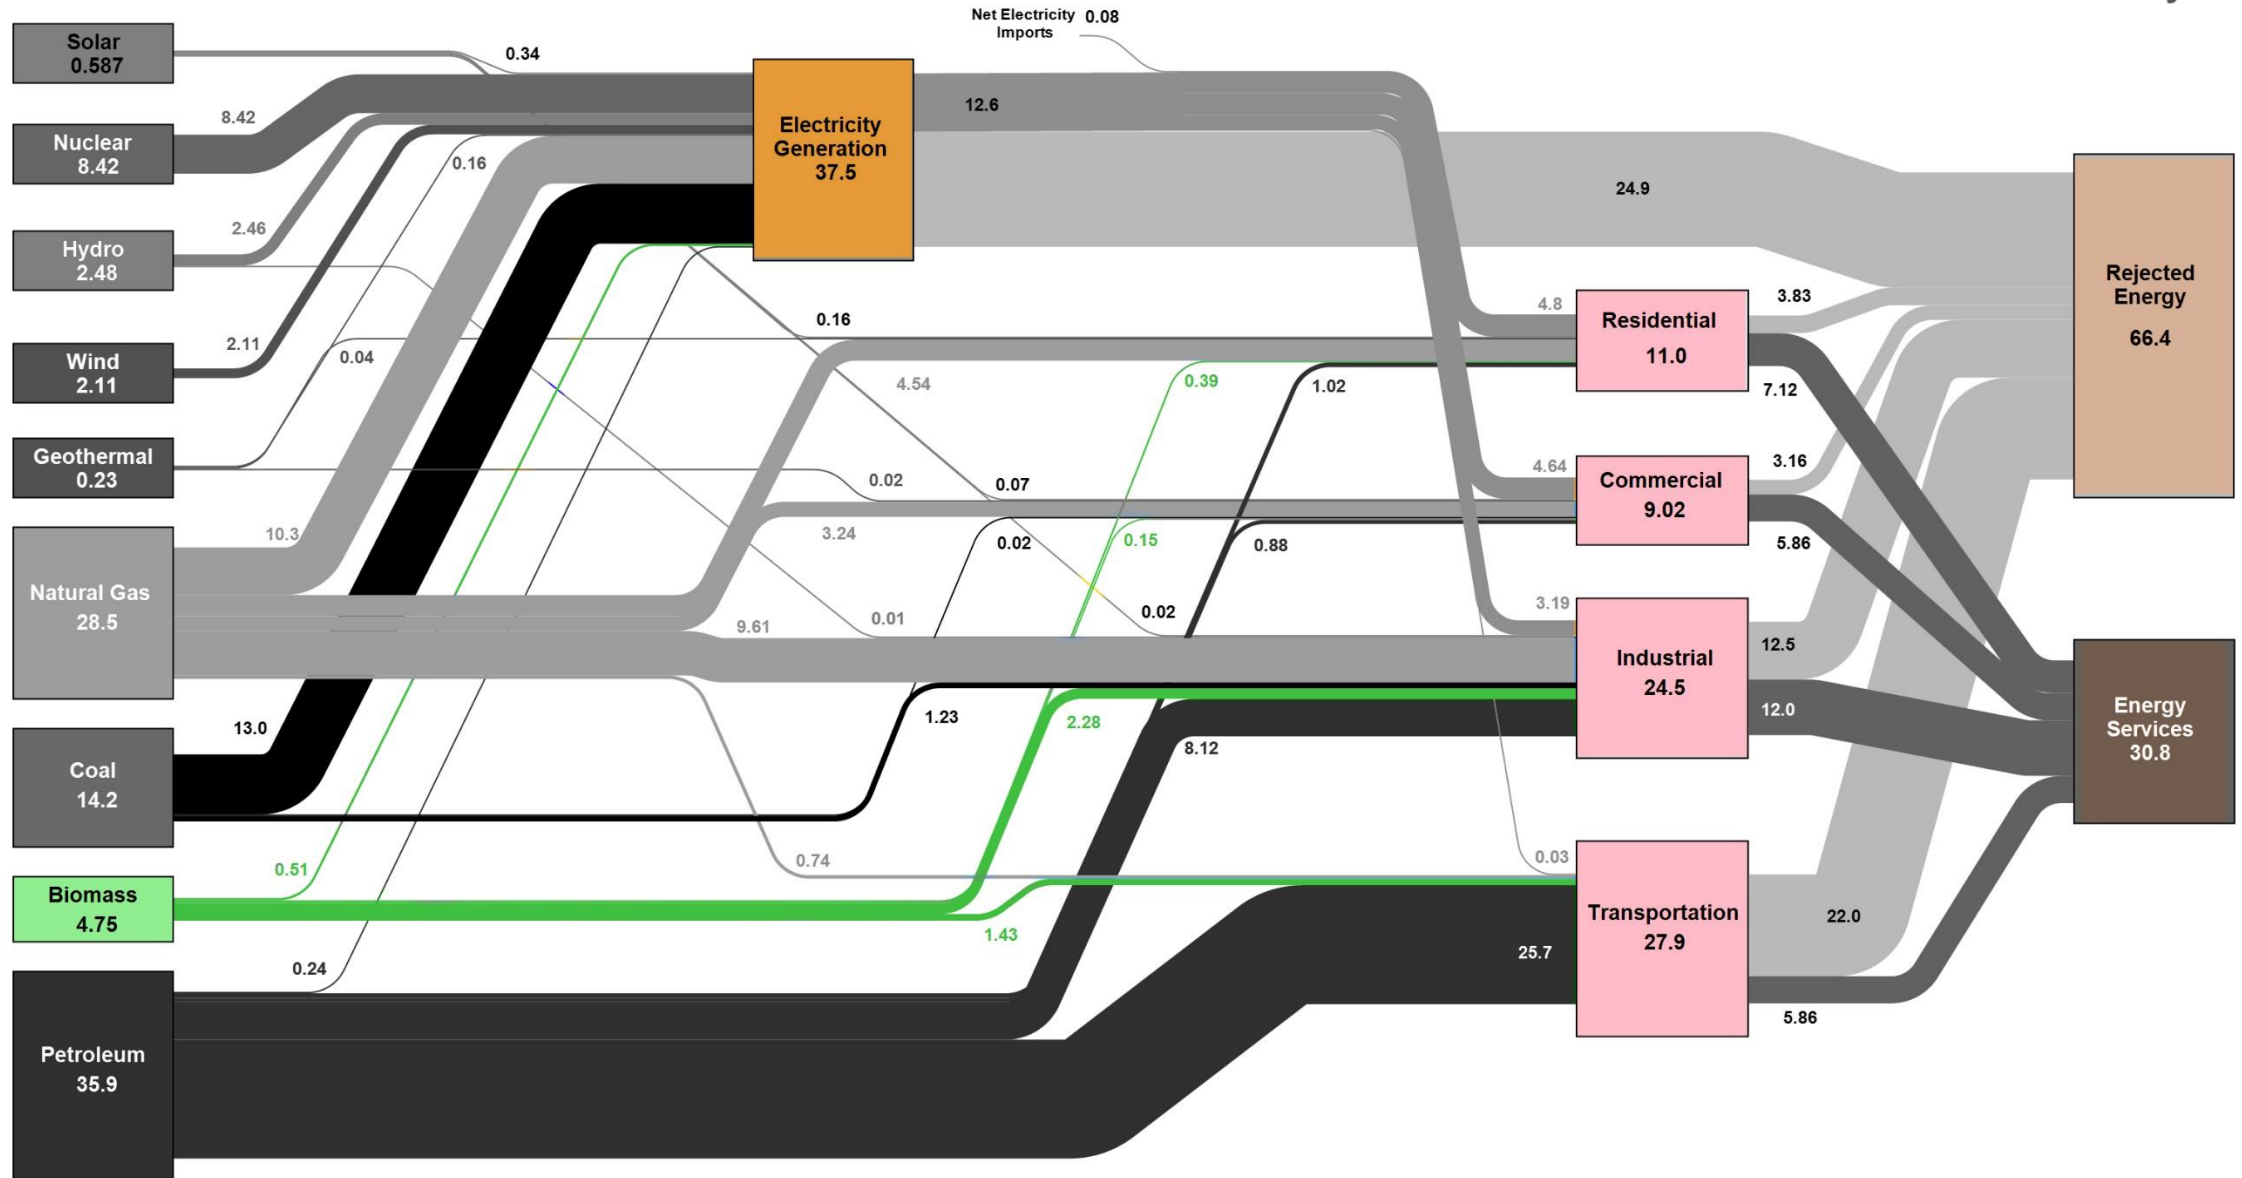 Net Electricity 0.08
Imports
Solar
0.587
0.34
Nuclear
8.42
8.42
0.16
Hydro
2.48
2.46
Wind
2.11
2.11
0.04
Geothermal
0.23
Natural Gas
28.5
10.3
Coal
14.2
13.0
Biomass
4.75
0.51
Petroleum
35.9
0.24
Electricity
Generation
37.5
12.6
24.9
0.16
4.54
0.02
0.07
3.24
0.02
0.01
9.61
0.02
1.23
0.74
0.39
1.02
0.15
0.88
2.28
8.12
1.43
25.7
4.8
4.64
3.19
0.03
Residential
11.0
3.83
7.12
Commercial
9.02
3.16
5.86
Industrial
24.5
12.5
12.0
Transportation
27.9
22.0
5.86
Rejected
Energy
66.4
Energy
Services
30.8